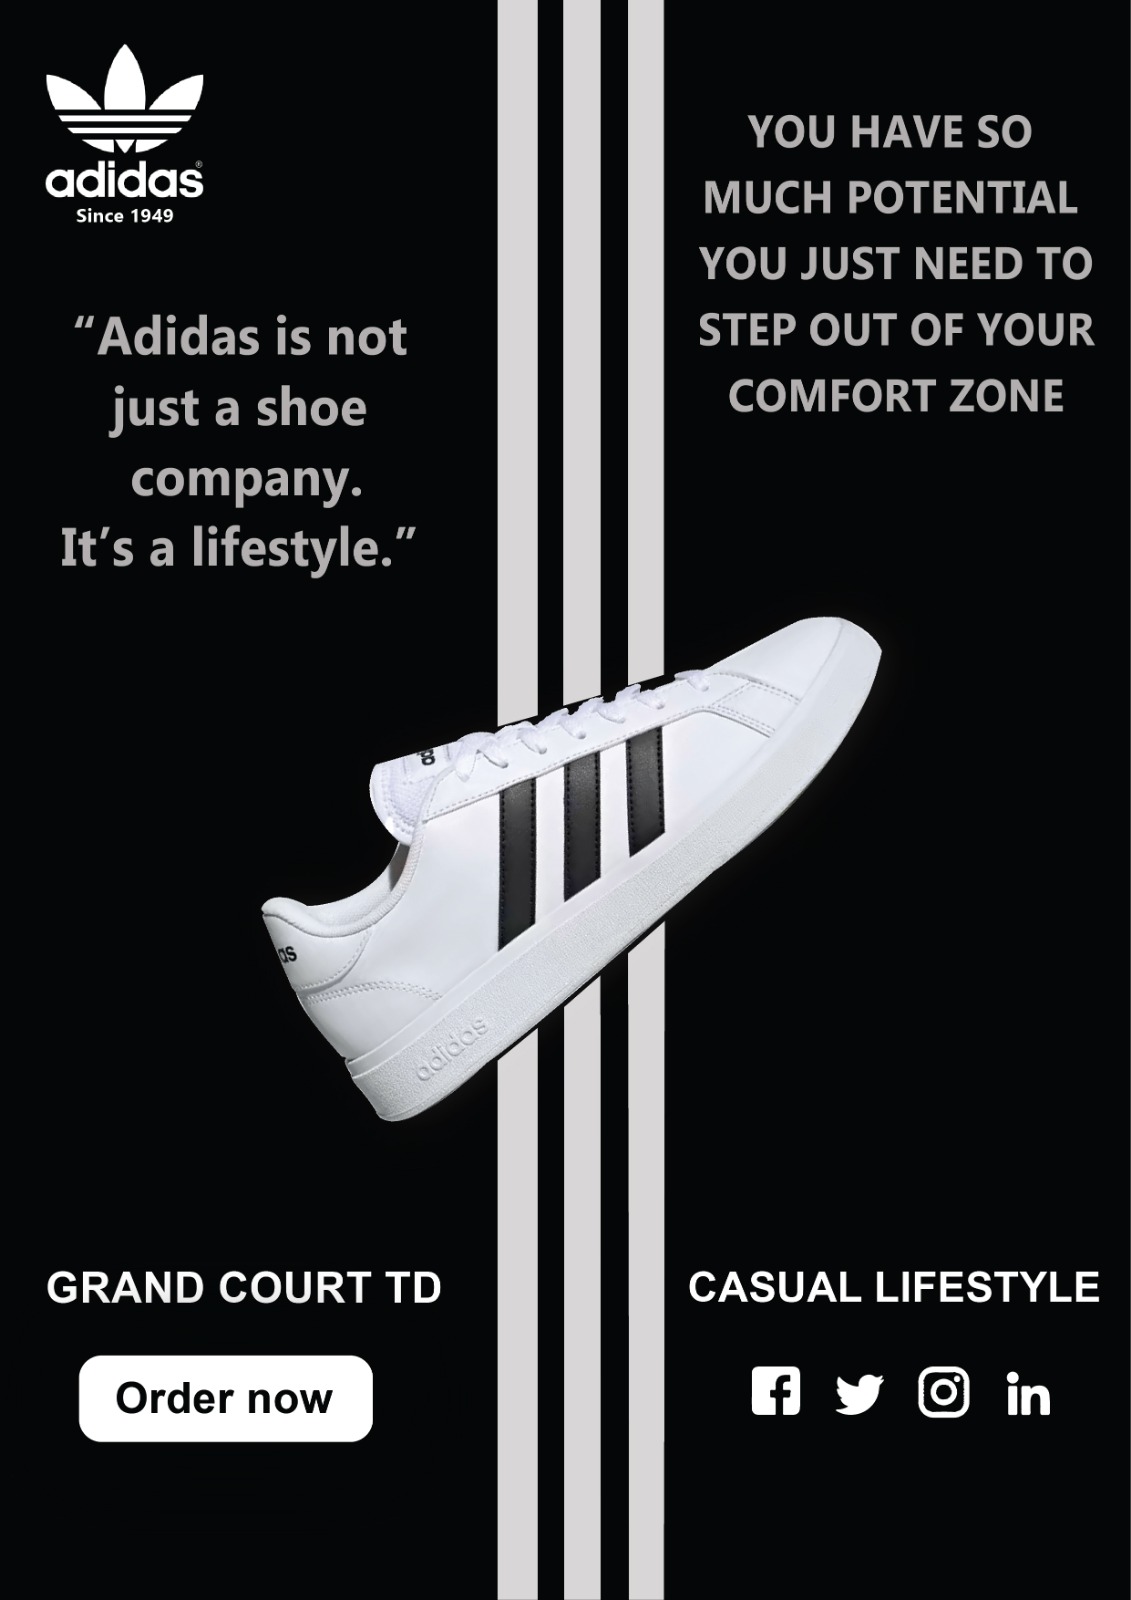 adidas®
Since 1949
“Adidas is not
just a shoe
company.
It’s a lifestyle.”
YOU HAVE SO
MUCH POTENTIAL
YOU JUST NEED TO
STEP OUT OF YOUR
COMFORT ZONE
adidas
GRAND COURT TD
Order now
CASUAL LIFESTYLE